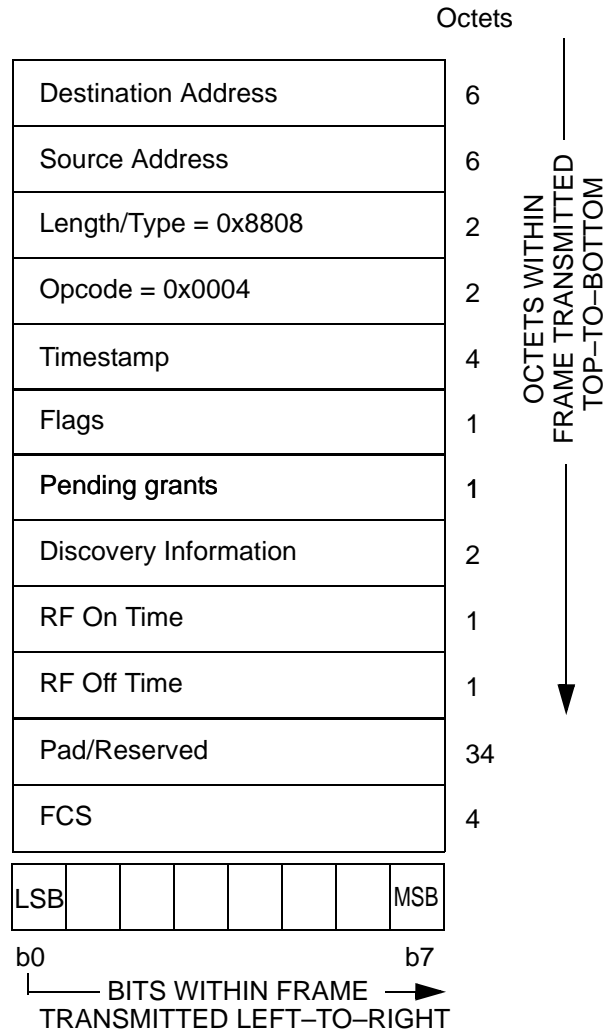 Octets
Destination Address 6
Source Address 6
Length/Type = 0x8808 2
Opcode = 0x0004 2
Timestamp 4
Flags 1
Pending grants 1
Discovery Information 2
RF On Time 1
RF Off Time 1
Pad/Reserved 34
FCS 4
OCTETS WITHIN
FRAME TRANSMITTED
TOP–TO–BOTTOM
LSB MSB
b0 b7
BITS WITHIN FRAME
TRANSMITTED LEFT–TO–RIGHT